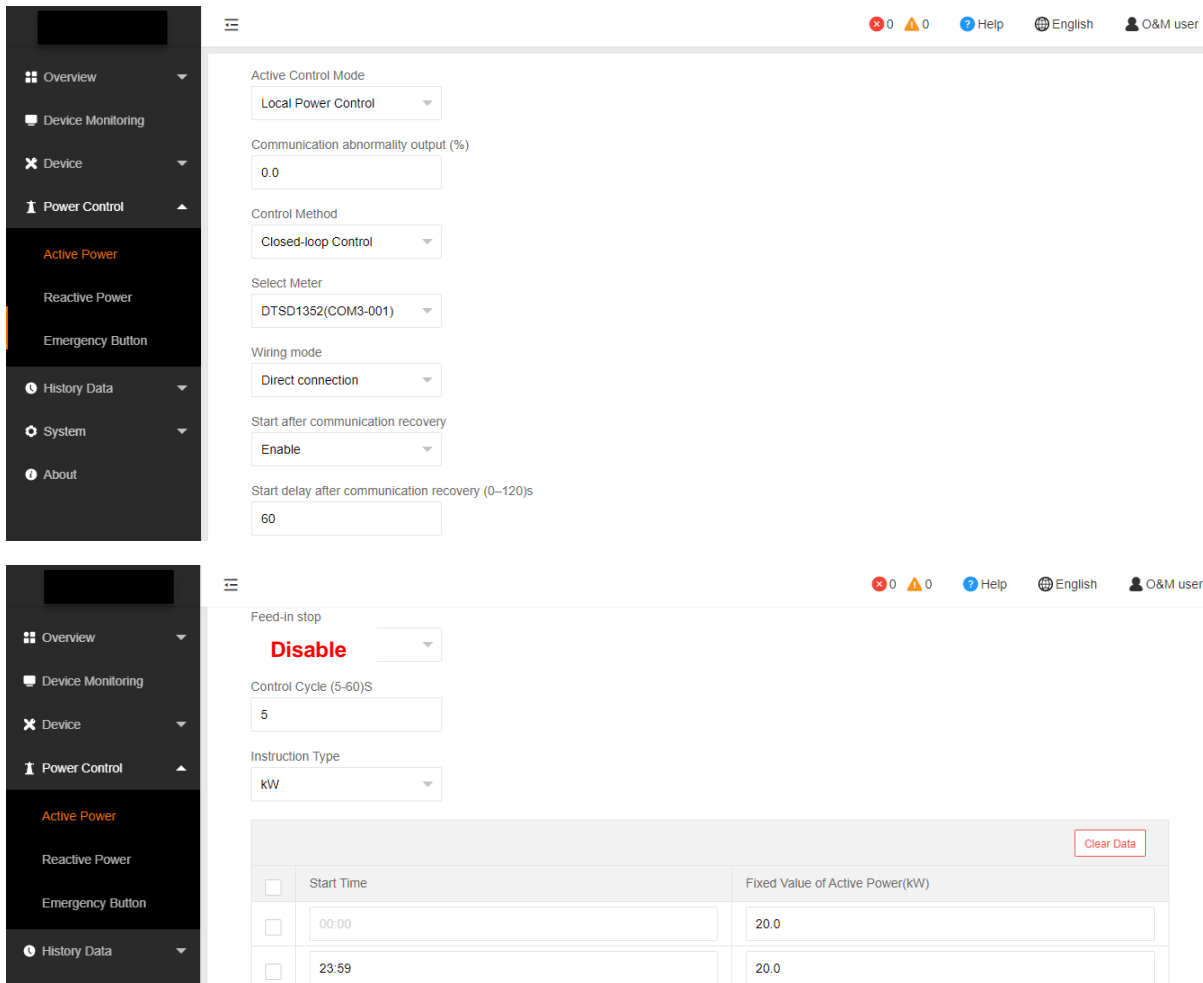 0 0 Help English O&M user
Overview
Device Monitoring
Device
Power Control
Active Power
Reactive Power
Emergency Button
History Data
System
About
Active Control Mode
Local Power Control
Communication abnormality output (%)
0.0
Control Method
Closed-loop Control
Select Meter
DTSD1352(COM3-001)
Wiring mode
Direct connection
Start after communication recovery
Enable
Start delay after communication recovery (0–120)s
60
0 0 Help English O&M user
Overview
Device Monitoring
Device
Power Control
Active Power
Reactive Power
Emergency Button
History Data
Feed-in stop
Disable
Control Cycle (5-60)S
5
Instruction Type
kW
Clear Data
Start Time Fixed Value of Active Power(kW)
00:00 20.0
23:59 20.0